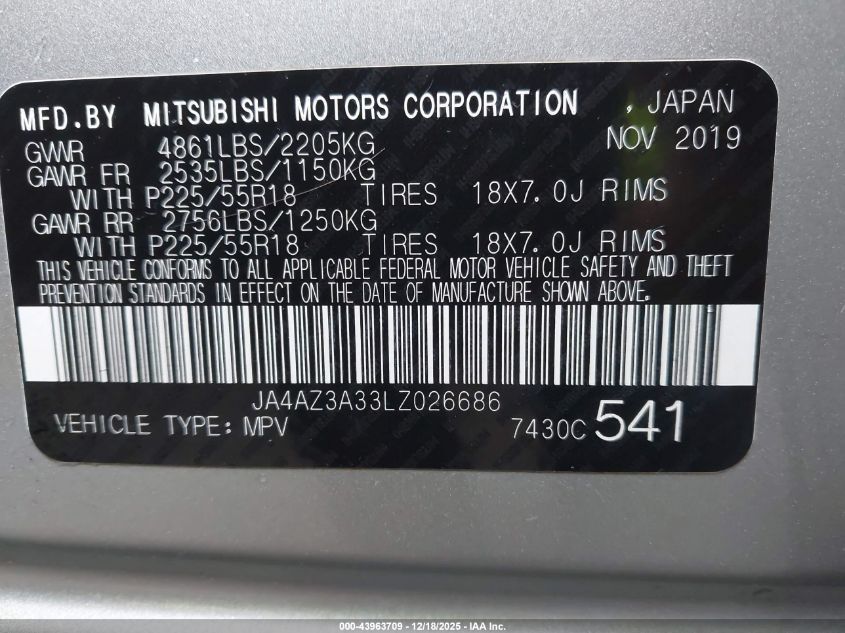 MFD.BY MITSUBISHI MOTORS CORPORATION , JAPAN
GVWR 4861LBS/2205KG NOV 2019
GAWR FR 2535LBS/1150KG
WITH P225/55R18 TIRES 18X7.0J RIMS
GAWR RR 2756LBS/1250KG
WITH P225/55R18 TIRES 18X7.0J RIMS
THIS VEHICLE CONFORMS TO ALL APPLICABLE FEDERAL MOTOR VEHICLE SAFETY AND THEFT
PREVENTION STANDARDS IN EFFECT ON THE DATE OF MANUFACTURE SHOWN ABOVE.
JA4AZ3A33LZ026686
VEHICLE TYPE: MPV 7430C 541
000-43963709 - 12/18/2025 - IAA Inc.